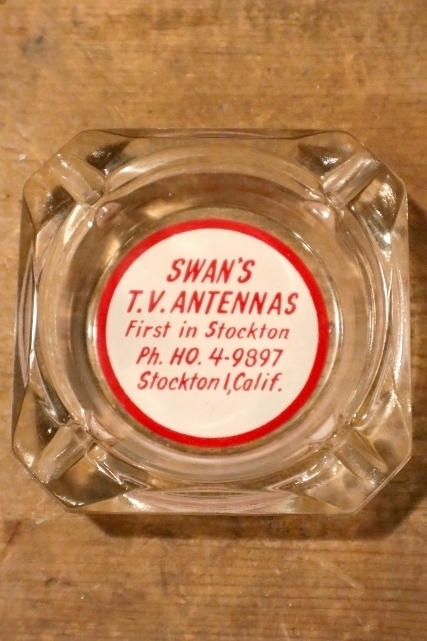 SWAN'S
T.V. ANTENNAS
First in Stockton
Ph. HO. 4-9897
Stockton 1, Calif.